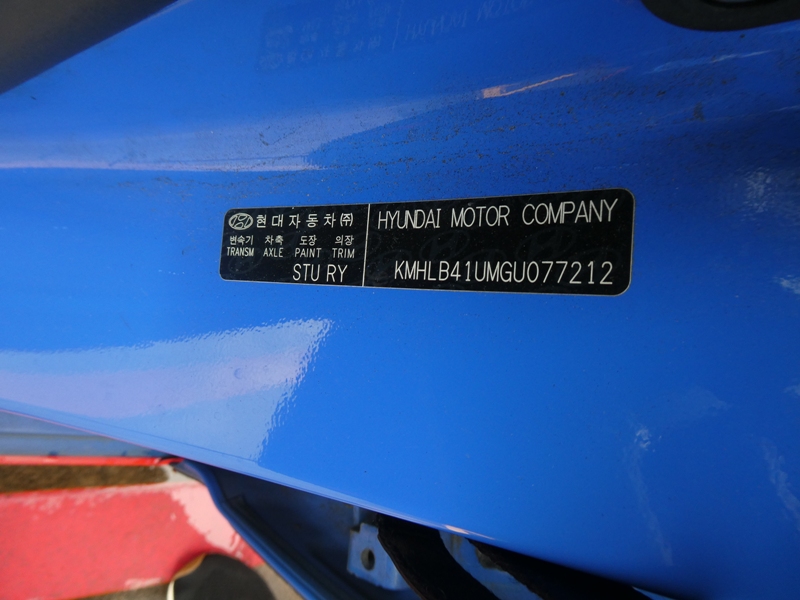 현대자동차㈜
변속기 차축 도장 의장
TRANSM AXLE PAINT TRIM
STU RY
HYUNDAI MOTOR COMPANY
KMHLB41UMGU077212